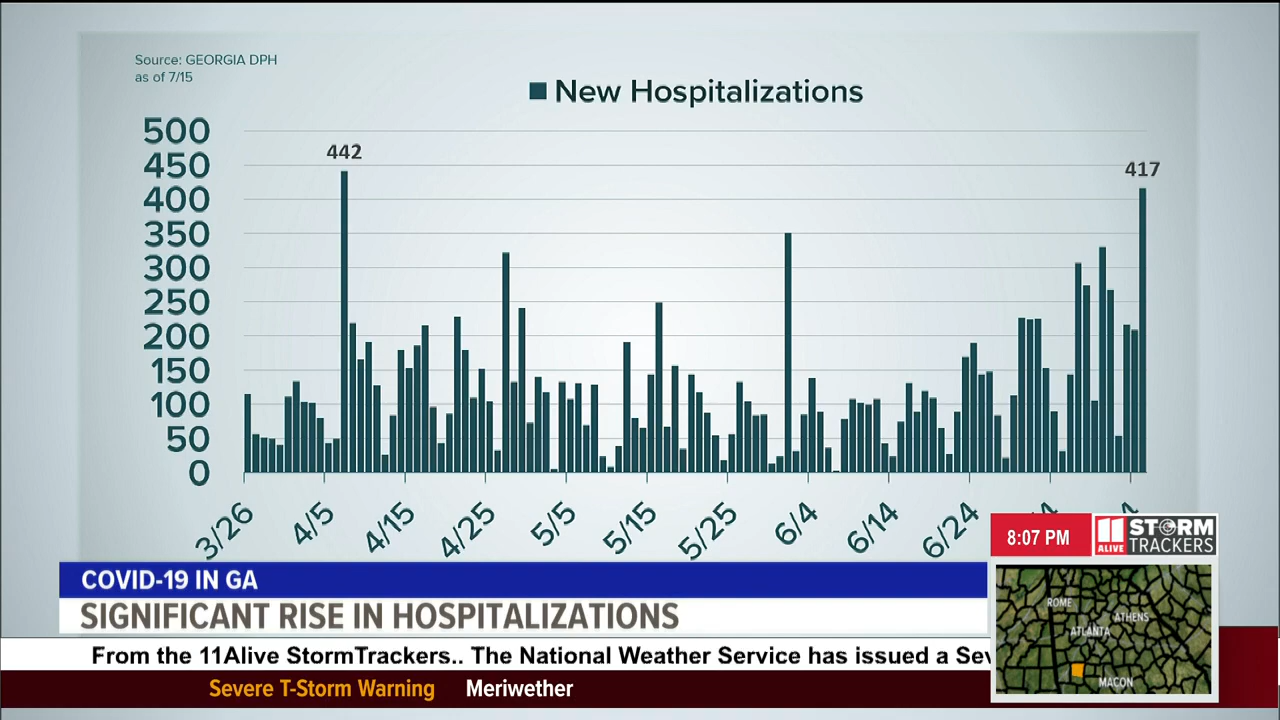 Source: GEORGIA DPH
as of 7/15
New Hospitalizations
500
442
450
417
400
350
300
250
200
150
100
50
0
3/26
4/5
4/15
4/25
5/5
5/15
5/25
6/4
6/14
6/24
8:07 PM
11 ALIVE
STORM
TRACKERS
COVID-19 IN GA
SIGNIFICANT RISE IN HOSPITALIZATIONS
ROME
ATHENS
ATLANTA
MACON
From the 11Alive StormTrackers.. The National Weather Service has issued a Sev
Severe T-Storm Warning Meriwether